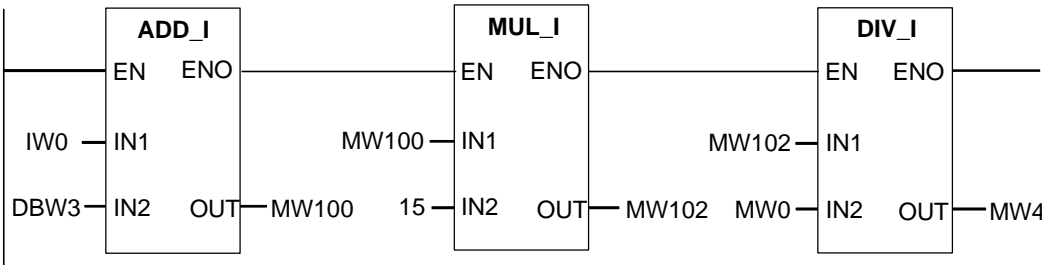 ADD_I MUL_I DIV_I
EN ENO EN ENO EN ENO
IW0 IN1 MW100 IN1 MW102 IN1
DBW3 IN2 OUT MW100 15 IN2 OUT MW102 MW0 IN2 OUT MW4